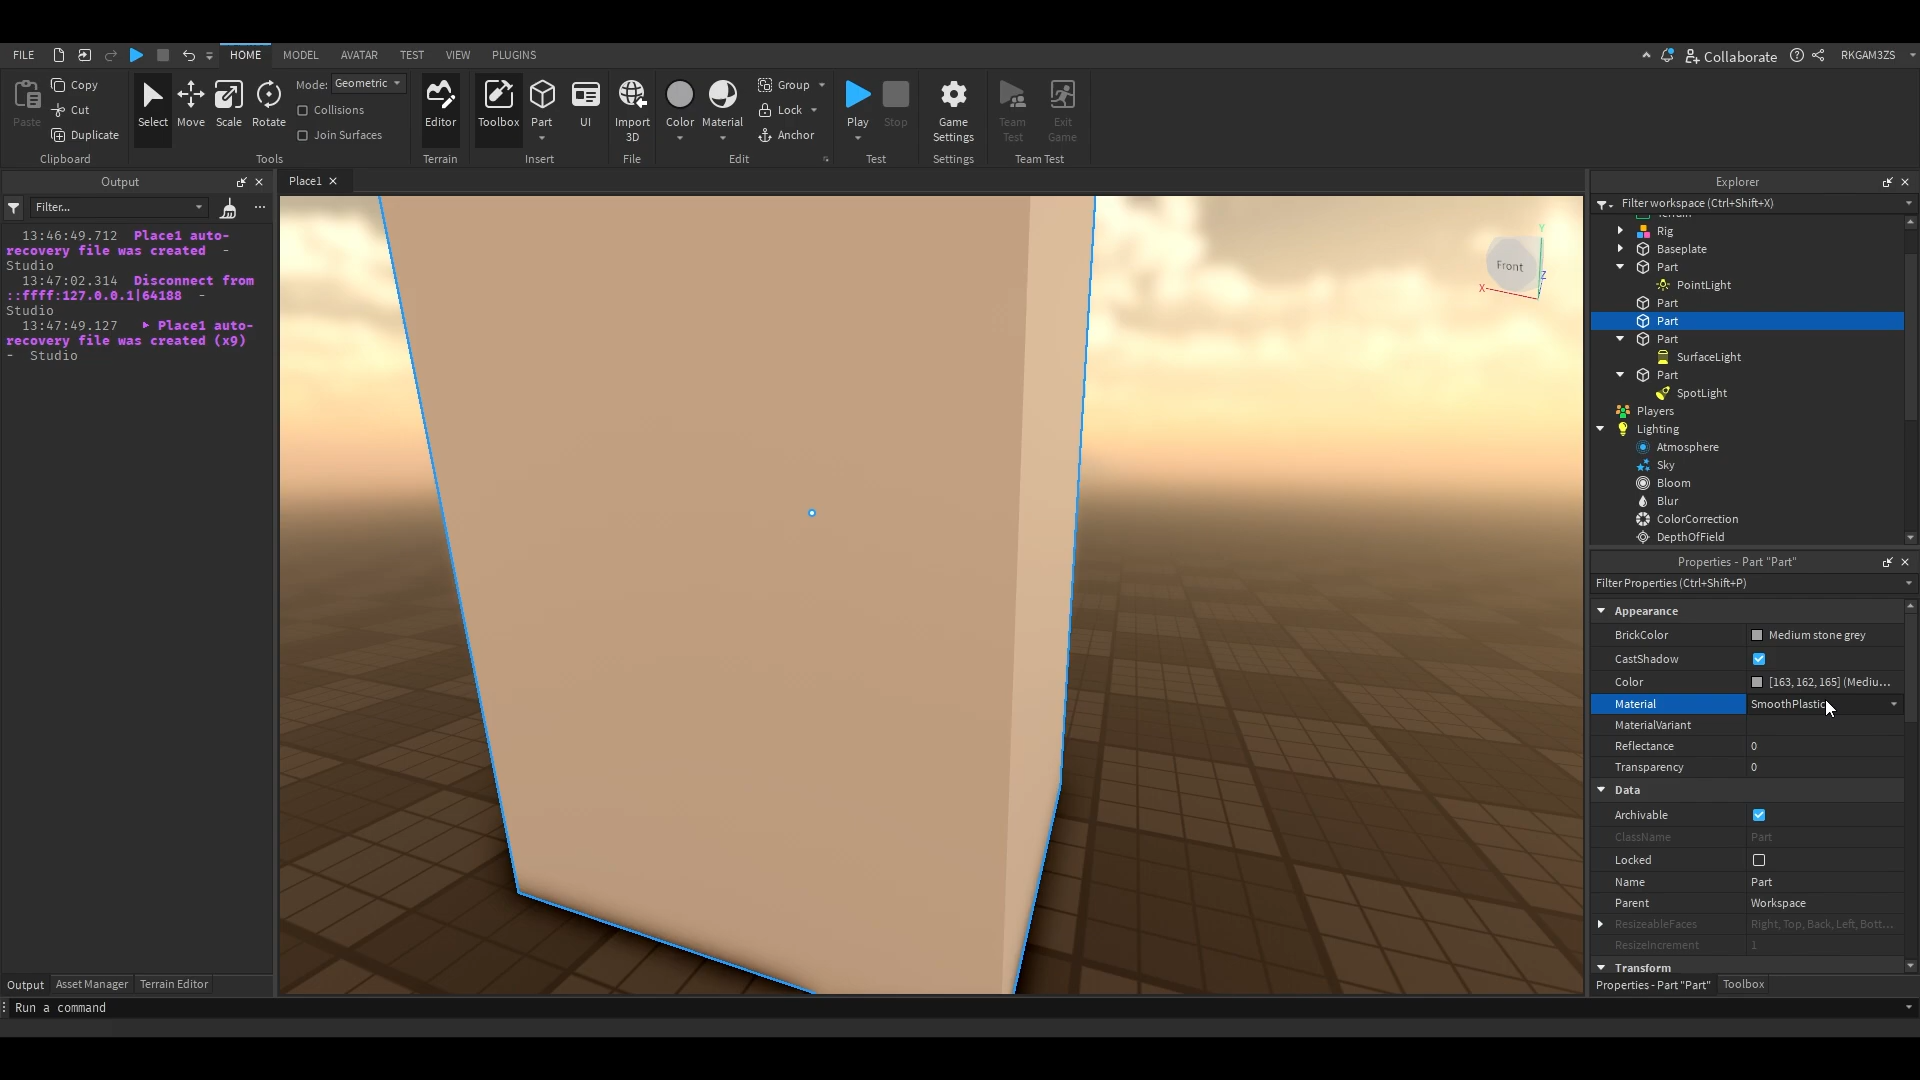 FILE HOME MODEL AVATAR TEST VIEW PLUGINS Collaborate RKGAM3ZS
Paste Copy Cut Duplicate
Clipboard
Select Move Scale Rotate
Mode: Geometric
Collisions
Join Surfaces
Tools
Editor
Terrain
Toolbox Part UI
Insert
Import 3D
File
Color Material
Group
Lock
Anchor
Edit
Play Stop
Test
Game Settings
Settings
Team Test
Exit Game
Team Test
Output
Filter...
13:46:49.712 Place1 auto-
recovery file was created -
Studio
13:47:02.314 Disconnect from
::ffff:127.0.0.1|64188 -
Studio
13:47:49.127 Place1 auto-
recovery file was created (x9)
- Studio
Output Asset Manager Terrain Editor
Place1
Front
X
Y
Z
Explorer
Filter workspace (Ctrl+Shift+X)
Terrain
Rig
Baseplate
Part
PointLight
Part
Part
Part
SurfaceLight
Part
SpotLight
Players
Lighting
Atmosphere
Sky
Bloom
Blur
ColorCorrection
DepthOfField
Properties - Part "Part"
Filter Properties (Ctrl+Shift+P)
Appearance
BrickColor Medium stone grey
CastShadow
Color [163, 162, 165] (Mediu...
Material SmoothPlastic
MaterialVariant
Reflectance 0
Transparency 0
Data
Archivable
ClassName Part
Locked
Name Part
Parent Workspace
ResizeableFaces Right, Top, Back, Left, Bott...
ResizeIncrement 1
Transform
Properties - Part "Part" Toolbox
Run a command